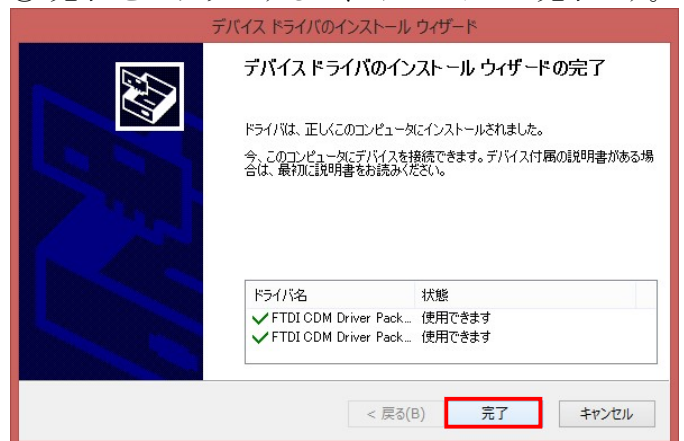 デバイス ドライバのインストール ウィザード
デバイス ドライバのインストール ウィザードの完了
ドライバは、正しくこのコンピュータにインストールされました。
今、このコンピュータにデバイスを接続できます。デバイス付属の説明書がある場
合は、最初に説明書をお読みください。
ドライバ名 状態
FTDI CDM Driver Pack... 使用できます
FTDI CDM Driver Pack... 使用できます
< 戻る(B) 完了 キャンセル